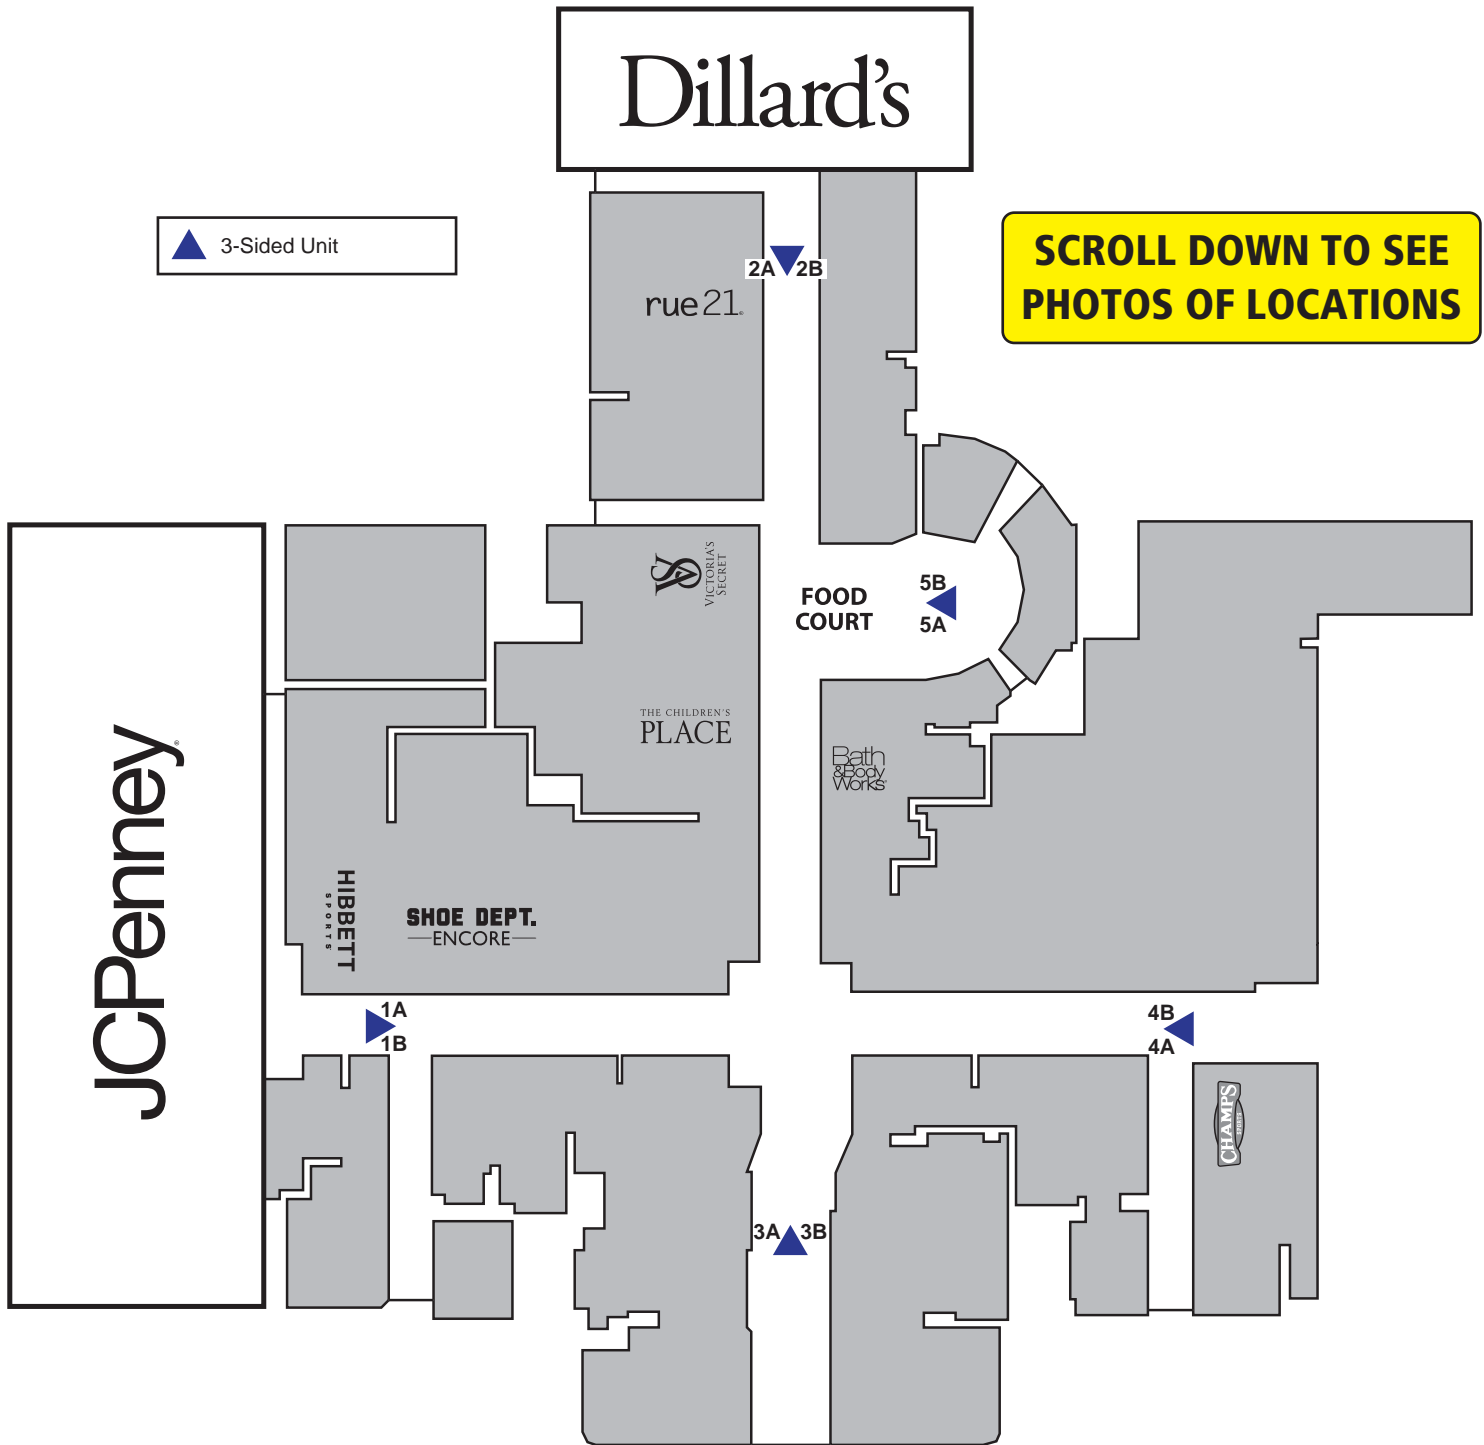 Dillard's
3-Sided Unit
SCROLL DOWN TO SEE
PHOTOS OF LOCATIONS
2A 2B
rue21
VICTORIA'S
SECRET
FOOD
COURT
5B
5A
THE CHILDREN'S
PLACE
JCPenney
Bath
&Body
Works
HIBBETT
SPORTS
SHOE DEPT.
ENCORE
1A
1B
4B
4A
CHAMPS
3A 3B